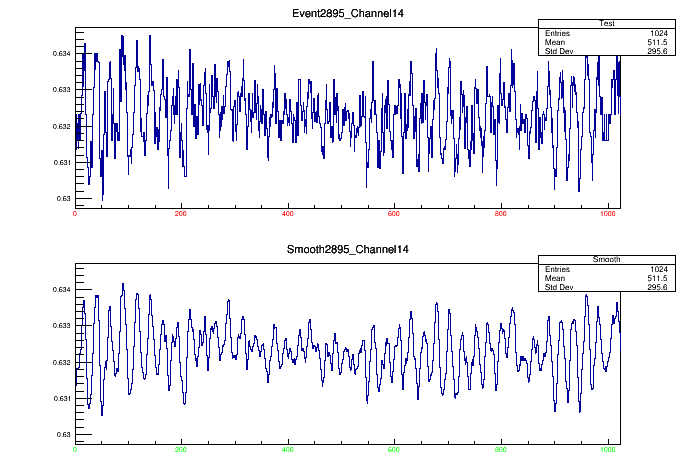 Event2895_Channel14
Test
Entries 1024
Mean 511.5
Std Dev 295.6
0.634
0.633
0.632
0.631
0.63
0 200 400 600 800 1000
Smooth2895_Channel14
Smooth
Entries 1024
Mean 511.5
Std Dev 295.6
0.634
0.633
0.632
0.631
0.63
0 200 400 600 800 1000